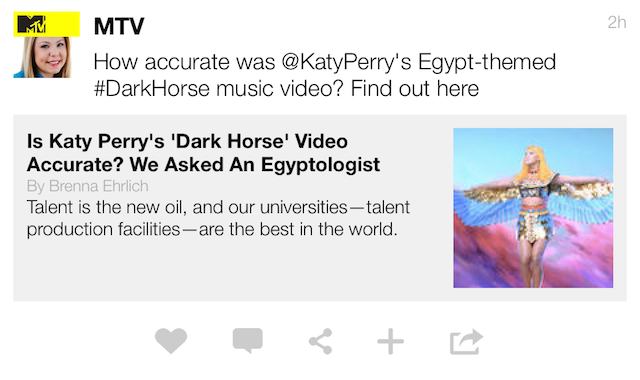 MTV
MTV
2h
How accurate was @KatyPerry's Egypt-themed
#DarkHorse music video? Find out here
Is Katy Perry's 'Dark Horse' Video
Accurate? We Asked An Egyptologist
By Brenna Ehrlich
Talent is the new oil, and our universities—talent
production facilities—are the best in the world.